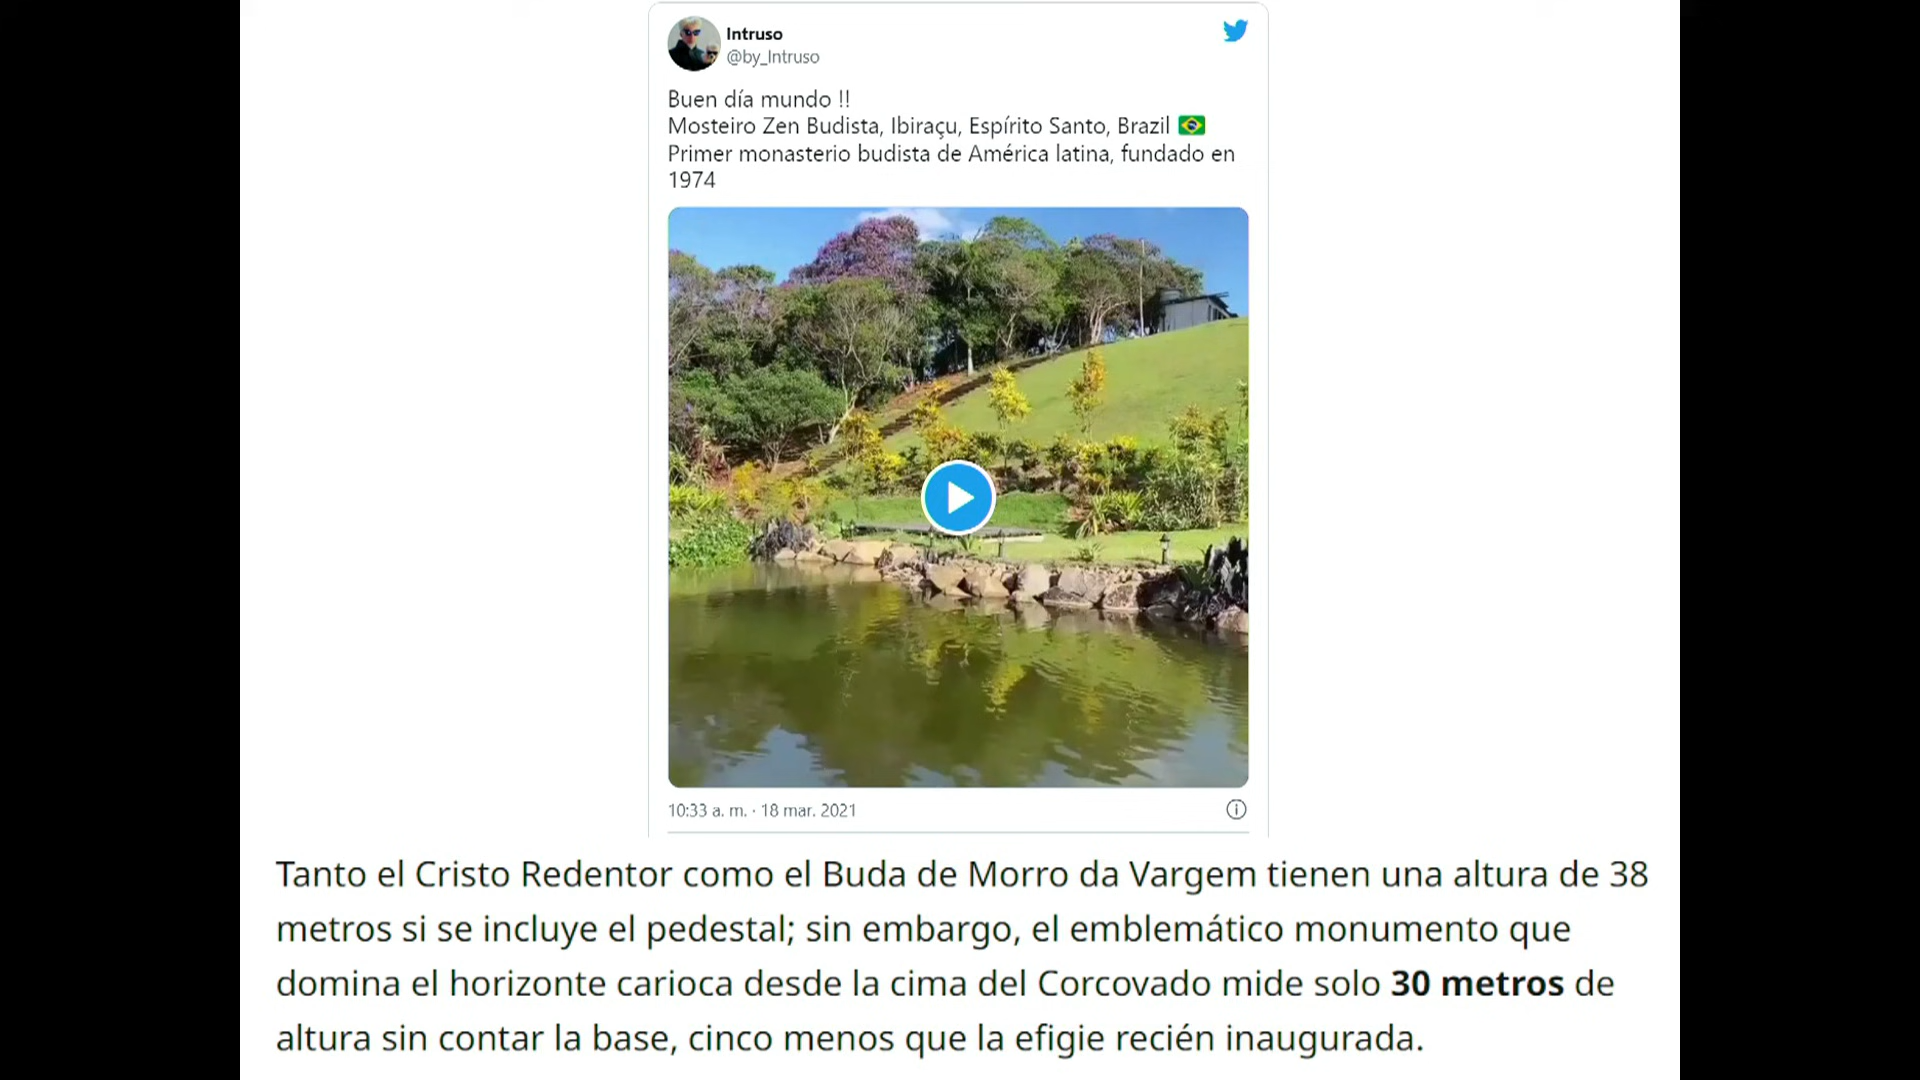 Intruso
@by_Intruso
Buen día mundo !!
Mosteiro Zen Budista, Ibiraçu, Espírito Santo, Brazil 🇧🇷
Primer monasterio budista de América latina, fundado en
1974
10:33 a. m. · 18 mar. 2021
Tanto el Cristo Redentor como el Buda de Morro da Vargem tienen una altura de 38
metros si se incluye el pedestal; sin embargo, el emblemático monumento que
domina el horizonte carioca desde la cima del Corcovado mide solo 30 metros de
altura sin contar la base, cinco menos que la efigie recién inaugurada.